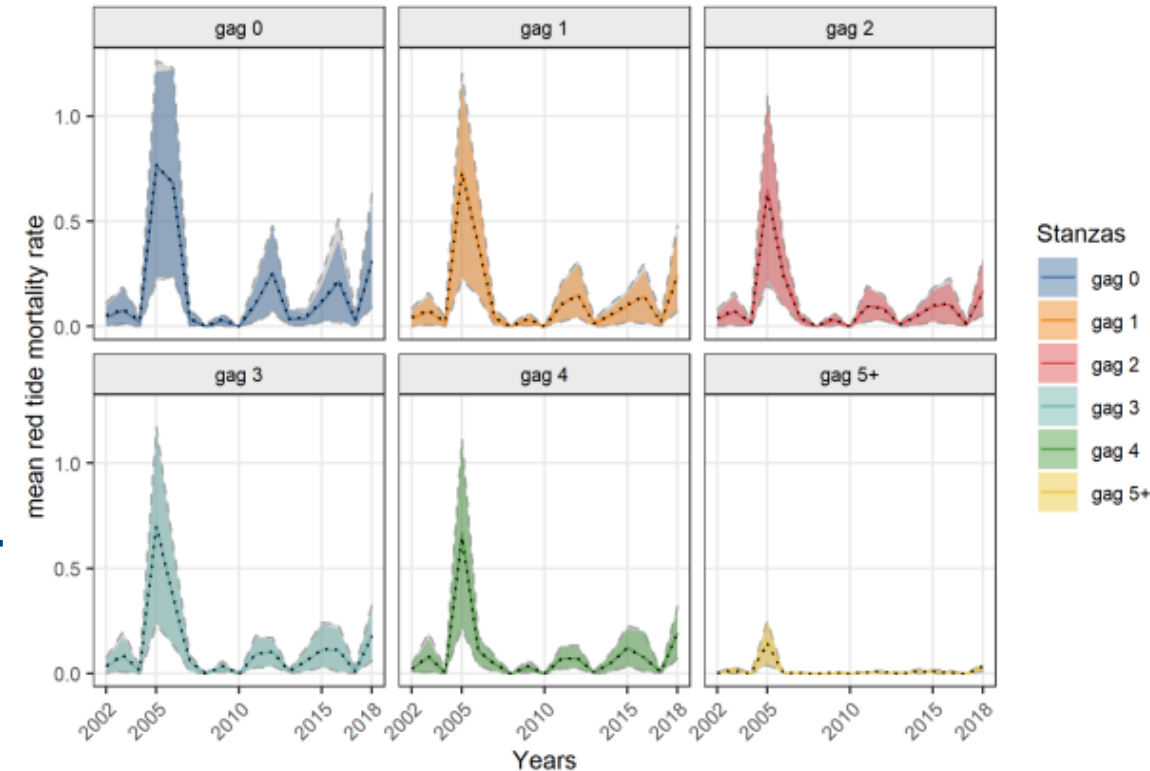 gag 0 gag 1 gag 2
1.0
0.5
0.0
gag 3 gag 4 gag 5+
1.0
0.5
0.0
mean red tide mortality rate
2002 2005 2010 2015 2018 2002 2005 2010 2015 2018 2002 2005 2010 2015 2018
Years
Stanzas
gag 0
gag 1
gag 2
gag 3
gag 4
gag 5+